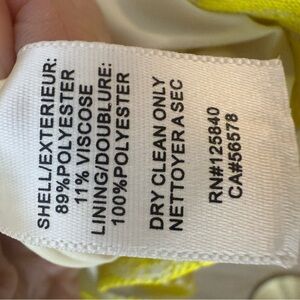 SHELL/EXTERIEUR:
89%POLYESTER
11% VISCOSE
LINING/DOUBLURE:
100%POLYESTER
DRY CLEAN ONLY
NETTOYER A SEC
RN#125840
CA#56578